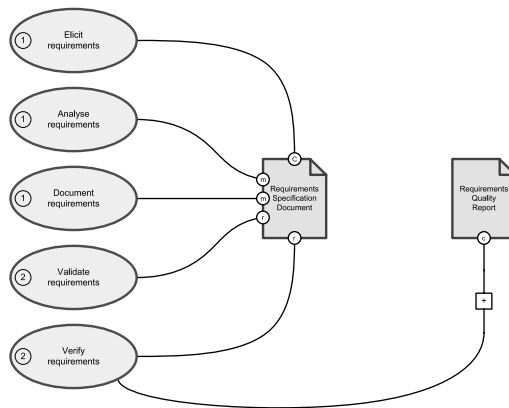 1
Elicit
requirements
1
Analyse
requirements
1
Document
requirements
2
Validate
requirements
2
Verify
requirements
C
m
m
r
r
Requirements
Specification
Document
Requirements
Quality
Report
c
+